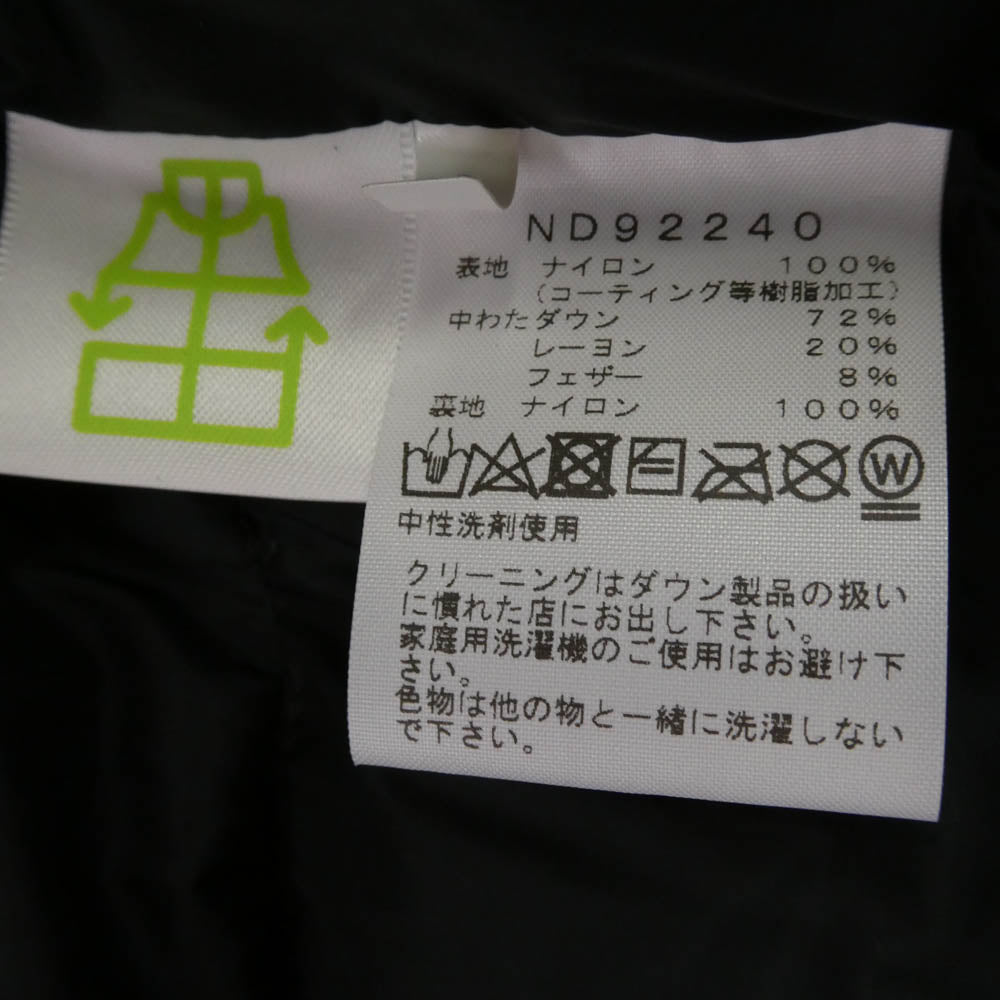 ND92240
表地 ナイロン 100%
(コーティング等樹脂加工)
中わたダウン 72%
レーヨン 20%
フェザー 8%
裏地 ナイロン 100%
W
中性洗剤使用
クリーニングはダウン製品の扱い
に慣れた店にお出し下さい。
家庭用洗濯機のご使用はお避け下
さい。
色物は他の物と一緒に洗濯しない
で下さい。